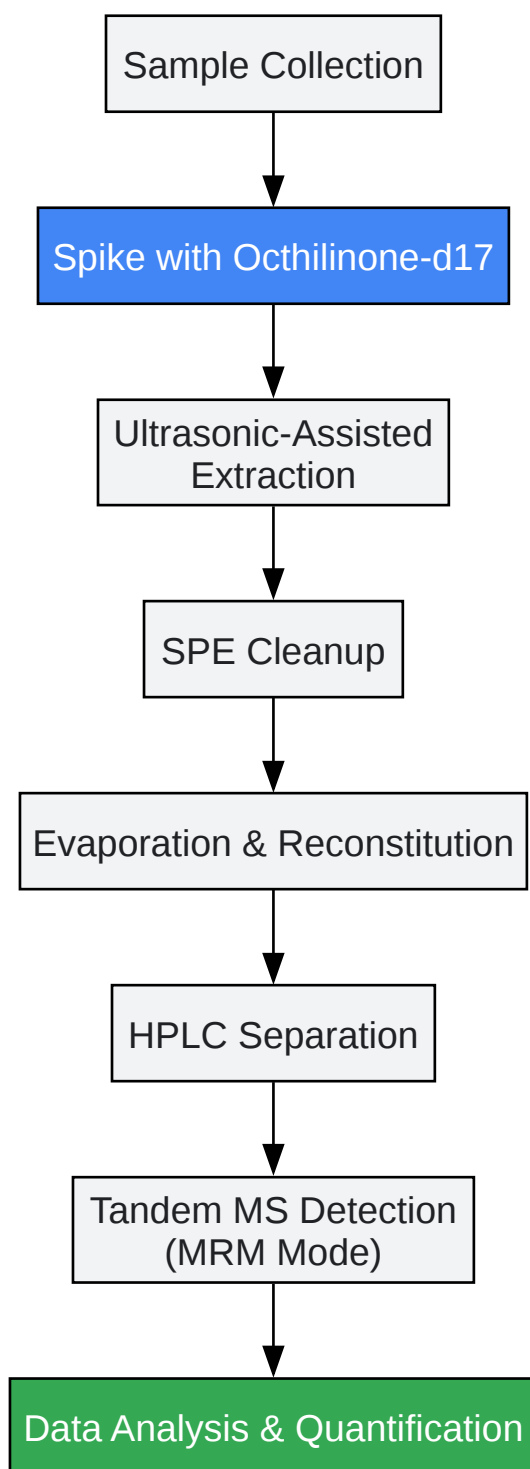 Sample Collection
Spike with Octhilinone-d17
Ultrasonic-Assisted
Extraction
SPE Cleanup
Evaporation & Reconstitution
HPLC Separation
Tandem MS Detection
(MRM Mode)
Data Analysis & Quantification